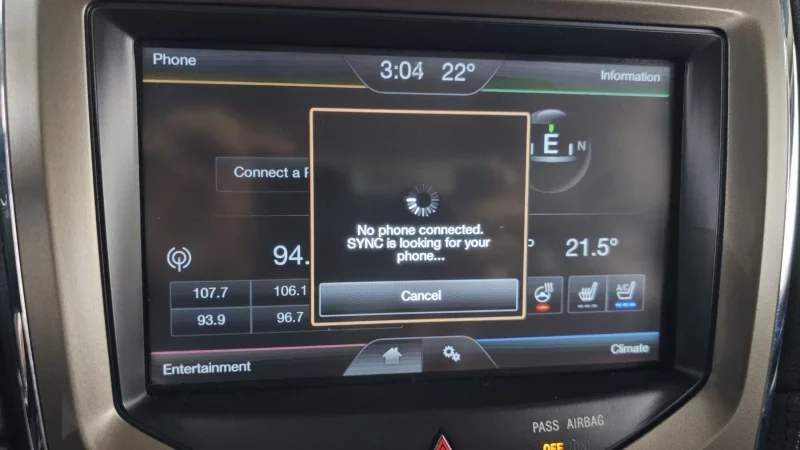 Phone
3:04 22°
Information
E N
Connect a
No phone connected.
SYNC is looking for your
phone...
94.
21.5°
107.7 106.1
93.9 96.7
A/C
Cancel
Entertainment
Climate
PASS AIRBAG
OFF